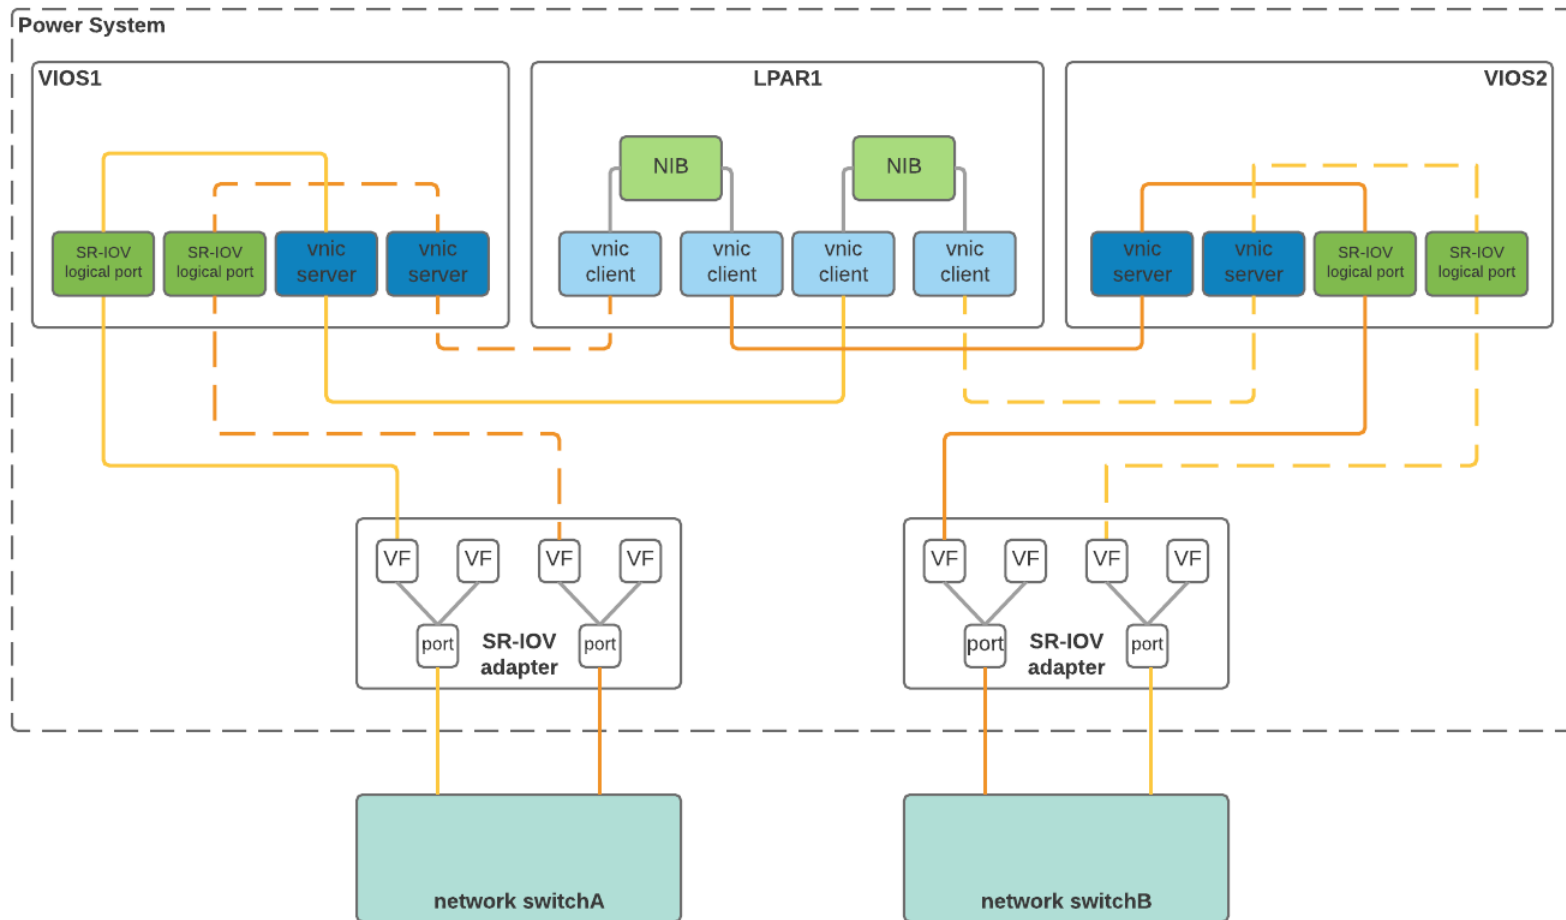 Power System
VIOS1
LPAR1
VIOS2
NIB
NIB
SR-IOV
logical port
SR-IOV
logical port
vnic
server
vnic
server
vnic
client
vnic
client
vnic
client
vnic
client
vnic
server
vnic
server
SR-IOV
logical port
SR-IOV
logical port
VF
VF
VF
VF
VF
VF
VF
VF
port
SR-IOV
adapter
port
port
SR-IOV
adapter
port
network switchA
network switchB